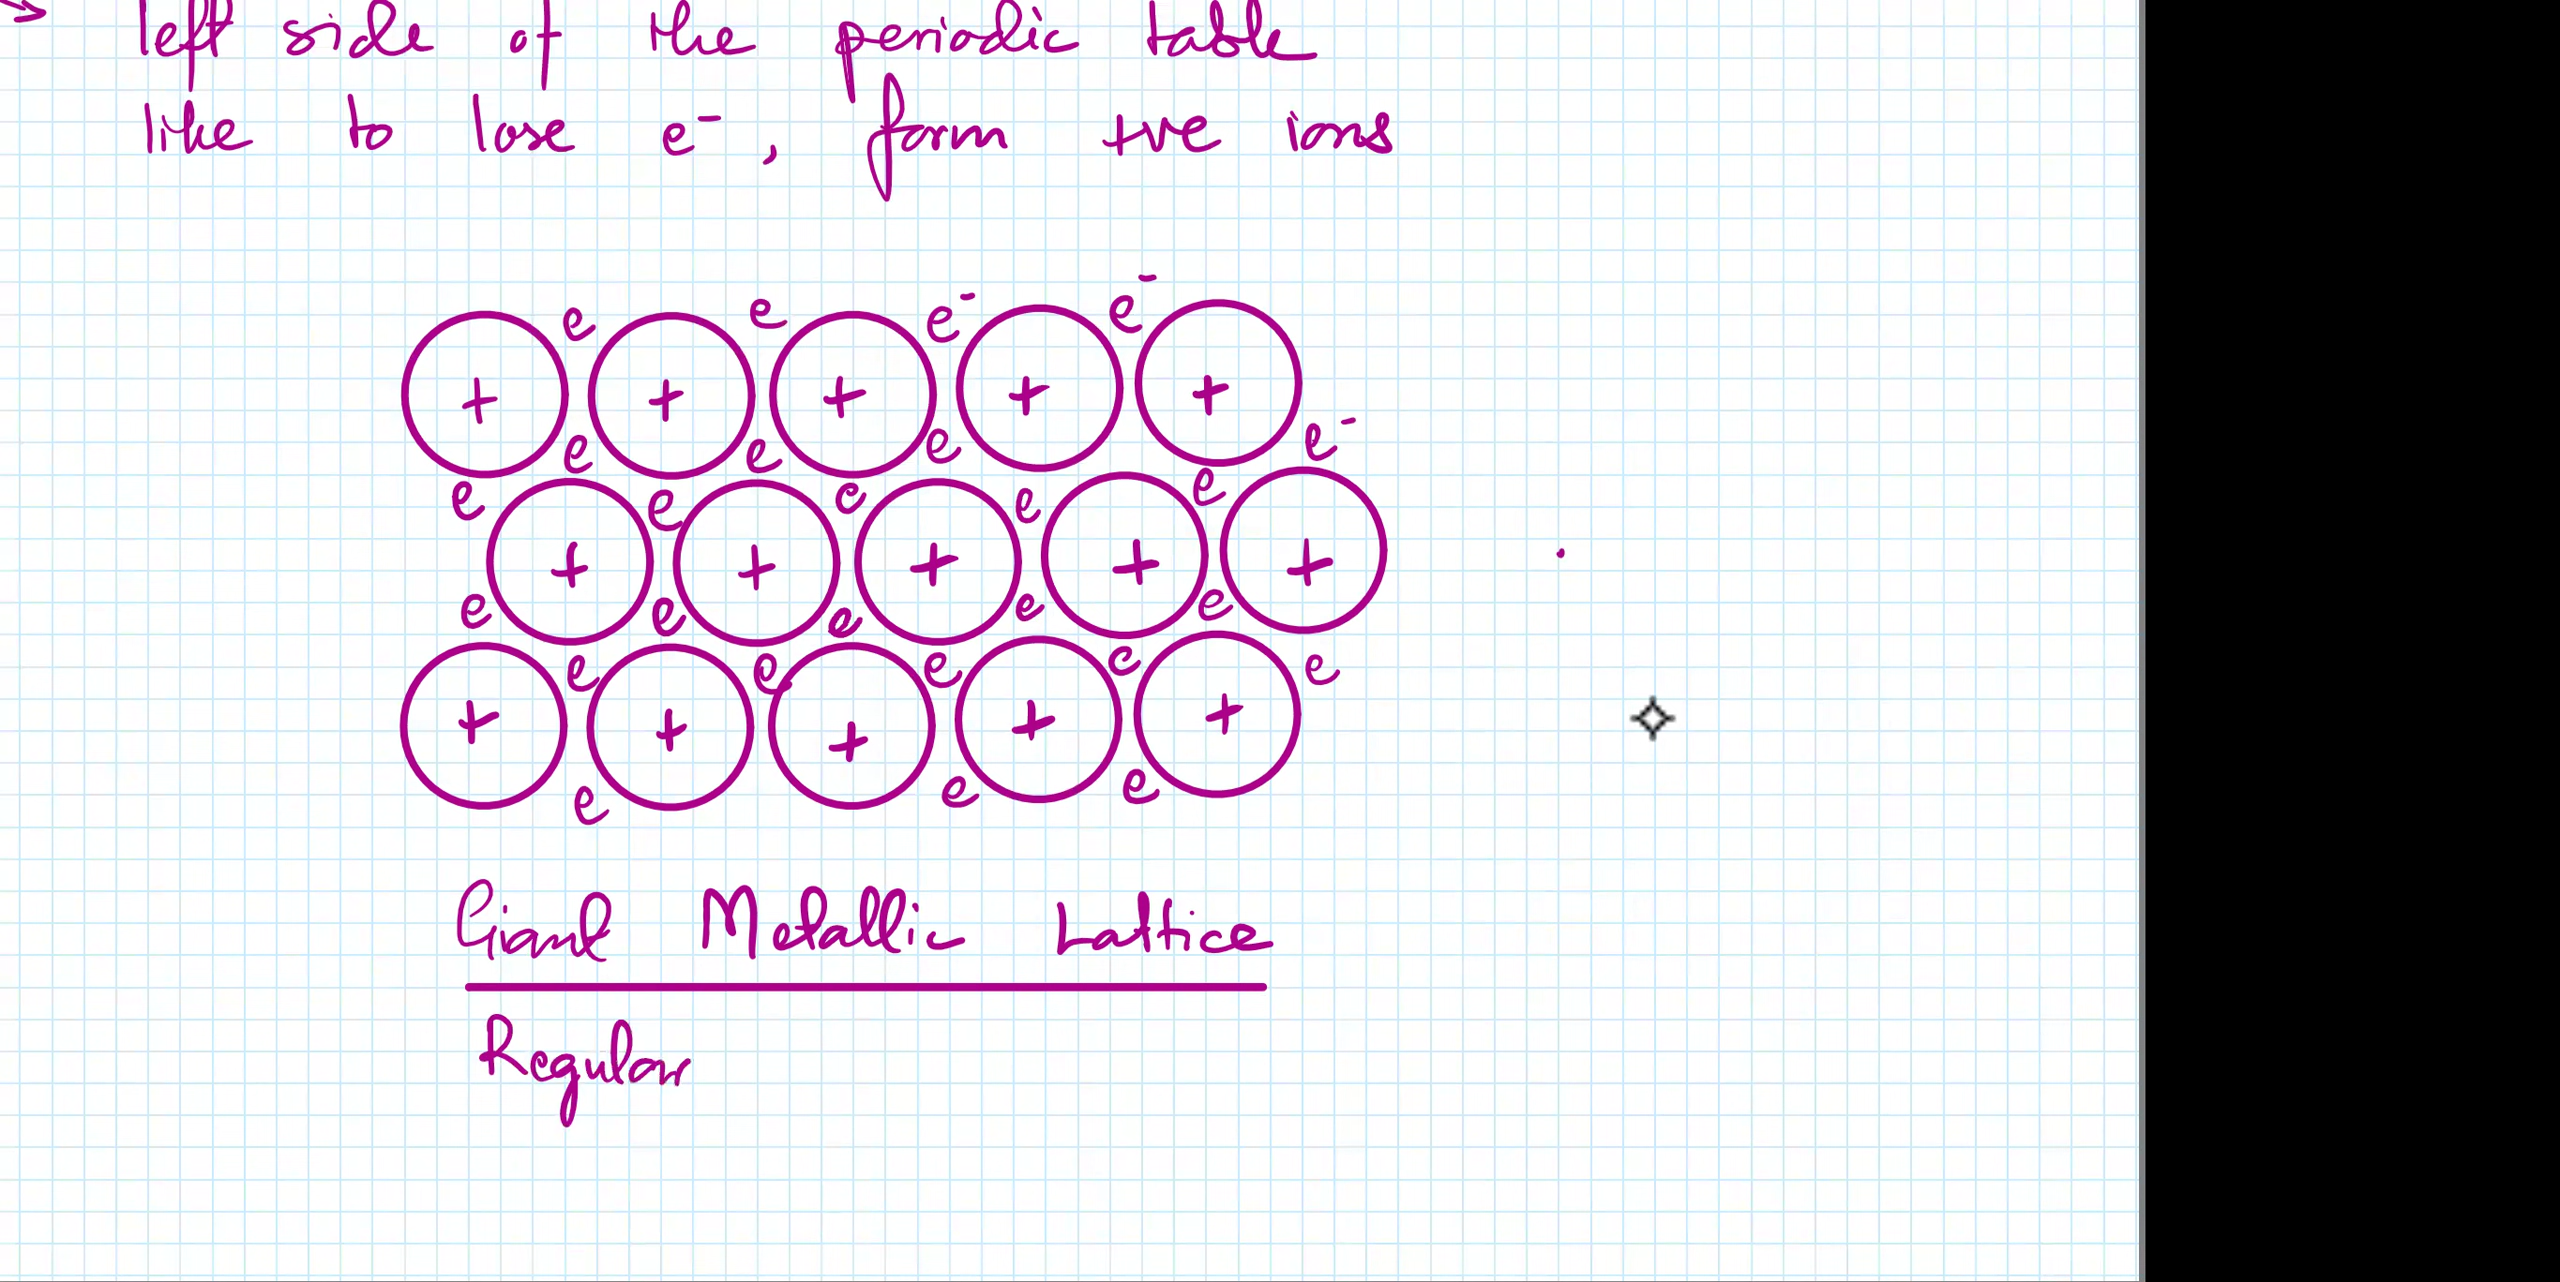 left side of the periodic table
like to lose e⁻, form +ve ions
e e e⁻ e⁻
+ + + + +
e e e e⁻
e e e e e
+ + + + +
e e e e e
e e e e e
+ + + + +
e e e
Giant Metallic Lattice
Regular